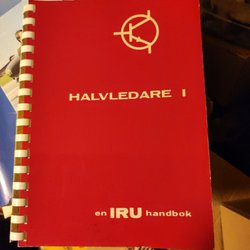 HALVLEDARE I
en IRU handbok